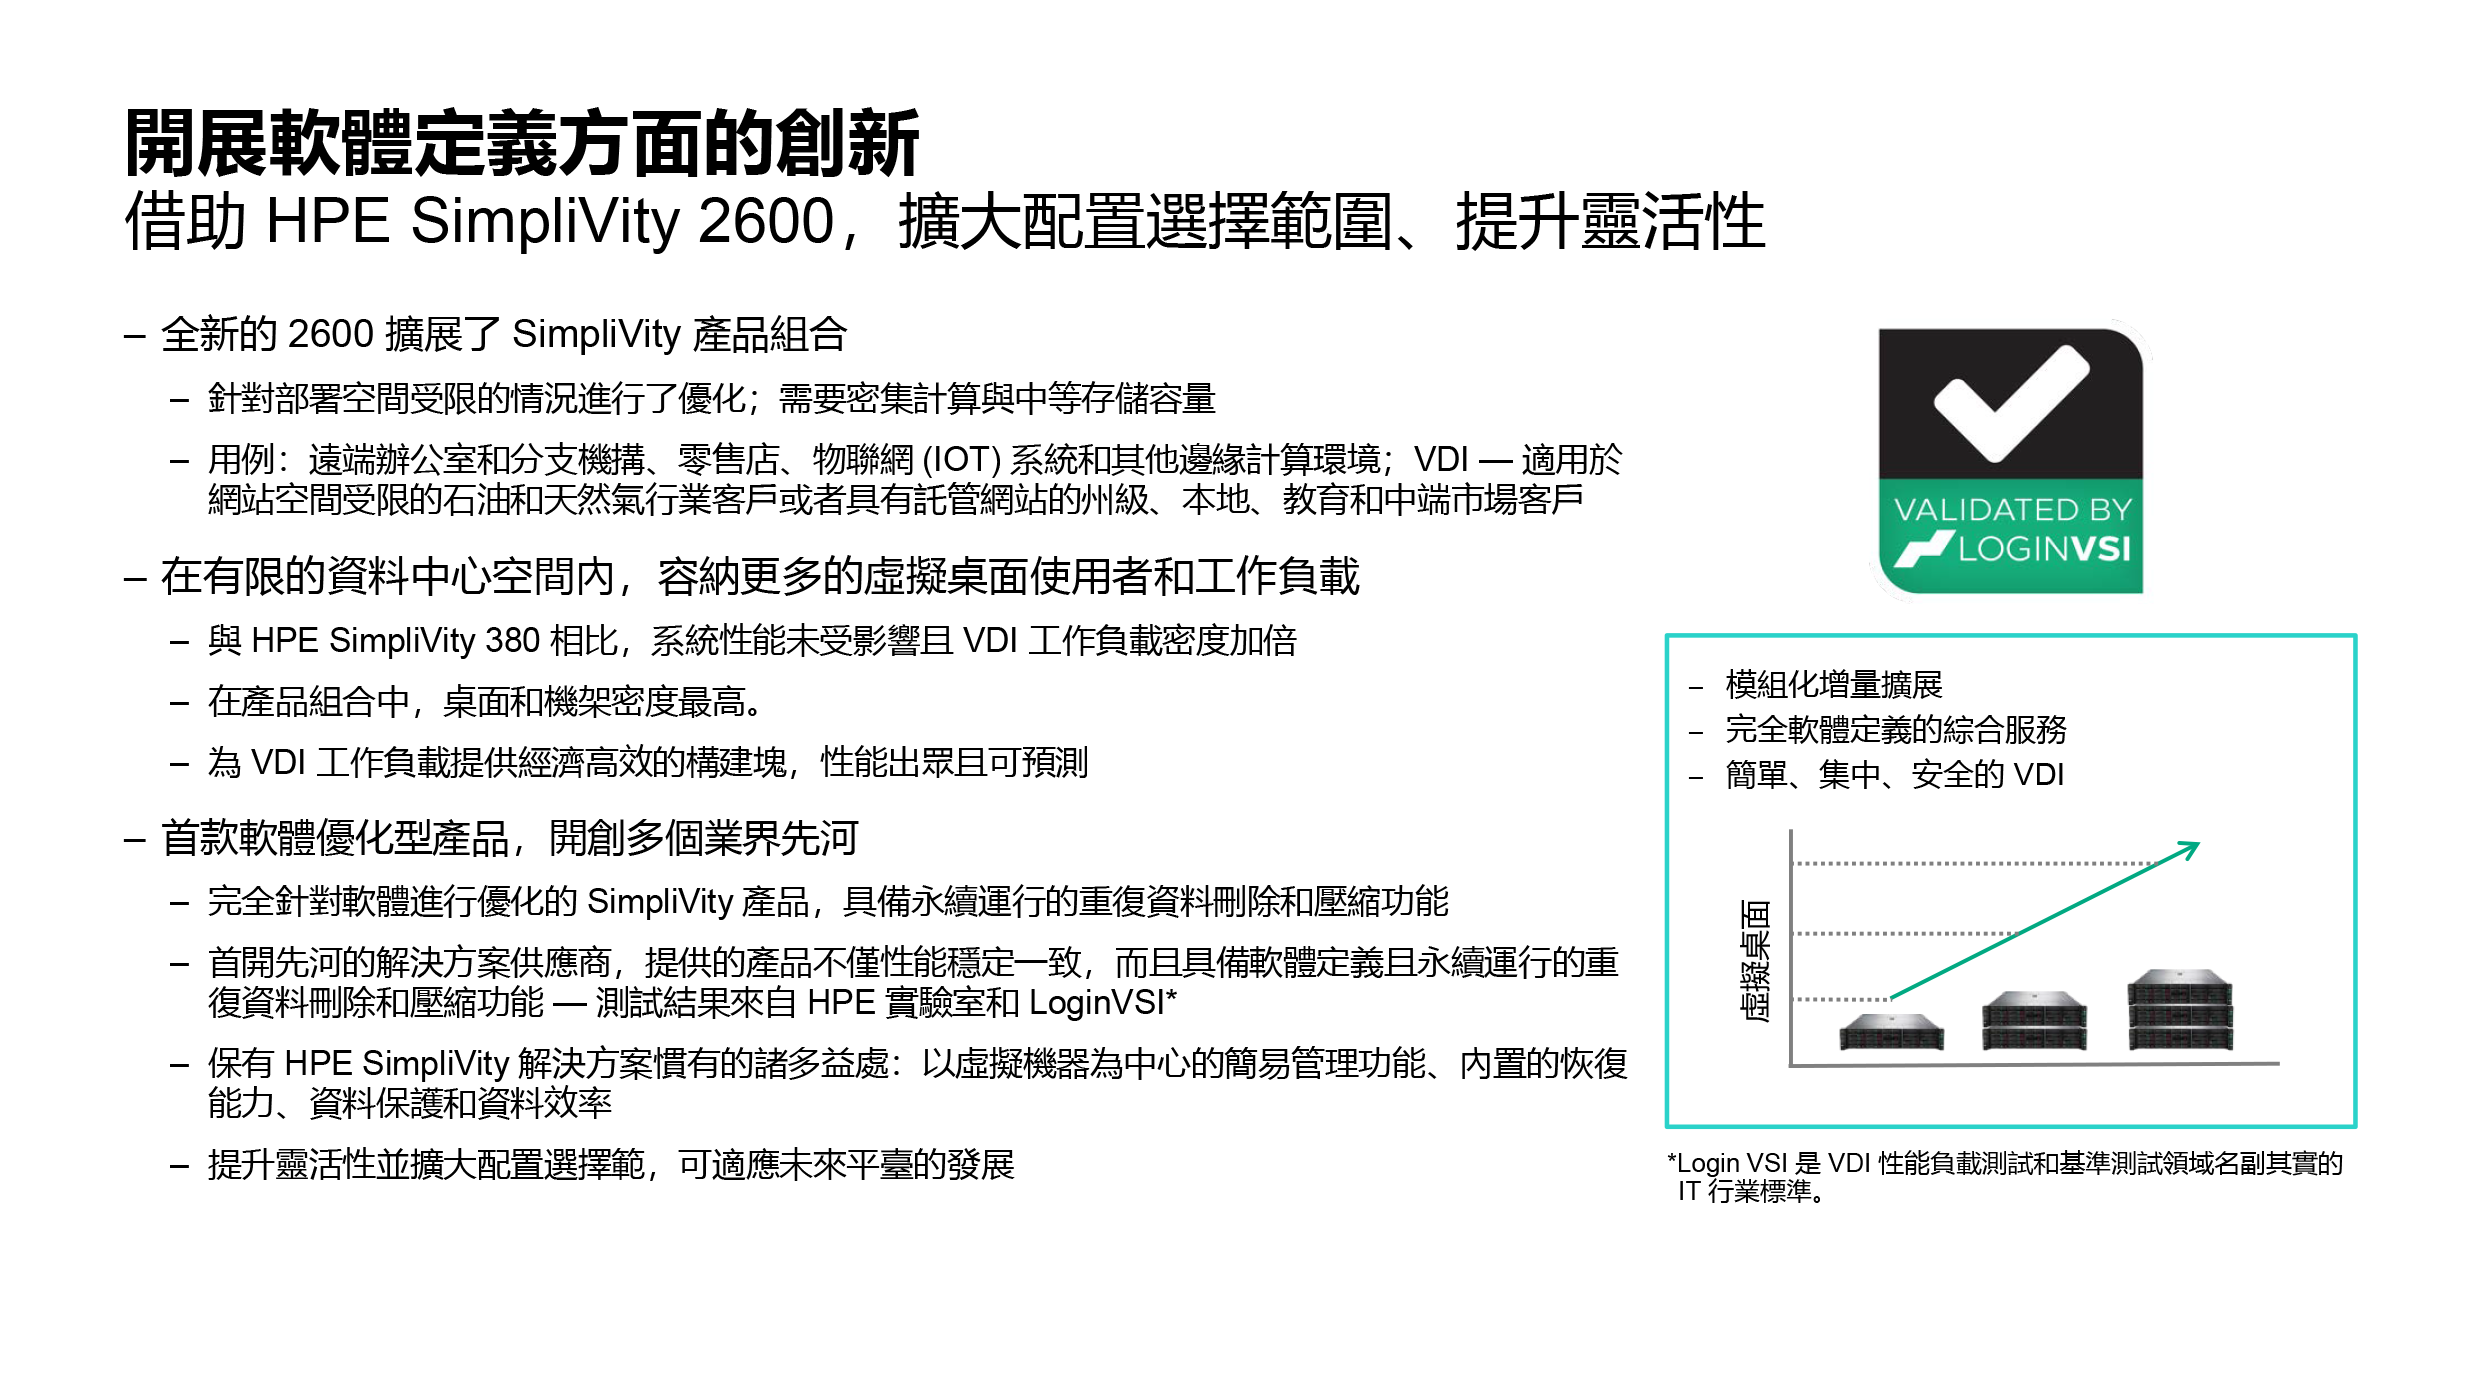 開展軟體定義方面的創新
借助 HPE SimpliVity 2600，擴大配置選擇範圍、提升靈活性
– 全新的 2600 擴展了 SimpliVity 產品組合
– 針對部署空間受限的情況進行了優化；需要密集計算與中等存儲容量
– 用例：遠端辦公室和分支機搆、零售店、物聯網 (IOT) 系統和其他邊緣計算環境；VDI — 適用於
網站空間受限的石油和天然氣行業客戶或者具有託管網站的州級、本地、教育和中端市場客戶
– 在有限的資料中心空間內，容納更多的虛擬桌面使用者和工作負載
– 與 HPE SimpliVity 380 相比，系統性能未受影響且 VDI 工作負載密度加倍
– 在產品組合中，桌面和機架密度最高。
– 為 VDI 工作負載提供經濟高效的構建塊，性能出眾且可預測
– 首款軟體優化型產品，開創多個業界先河
– 完全針對軟體進行優化的 SimpliVity 產品，具備永續運行的重復資料刪除和壓縮功能
– 首開先河的解決方案供應商，提供的產品不僅性能穩定一致，而且具備軟體定義且永續運行的重
復資料刪除和壓縮功能 — 測試結果來自 HPE 實驗室和 LoginVSI*
– 保有 HPE SimpliVity 解決方案慣有的諸多益處：以虛擬機器為中心的簡易管理功能、內置的恢復
能力、資料保護和資料效率
– 提升靈活性並擴大配置選擇範，可適應未來平臺的發展
VALIDATED BY
LOGINVSI
– 模組化增量擴展
– 完全軟體定義的綜合服務
– 簡單、集中、安全的 VDI
虛擬桌面
*Login VSI 是 VDI 性能負載測試和基準測試領域名副其實的
IT 行業標準。